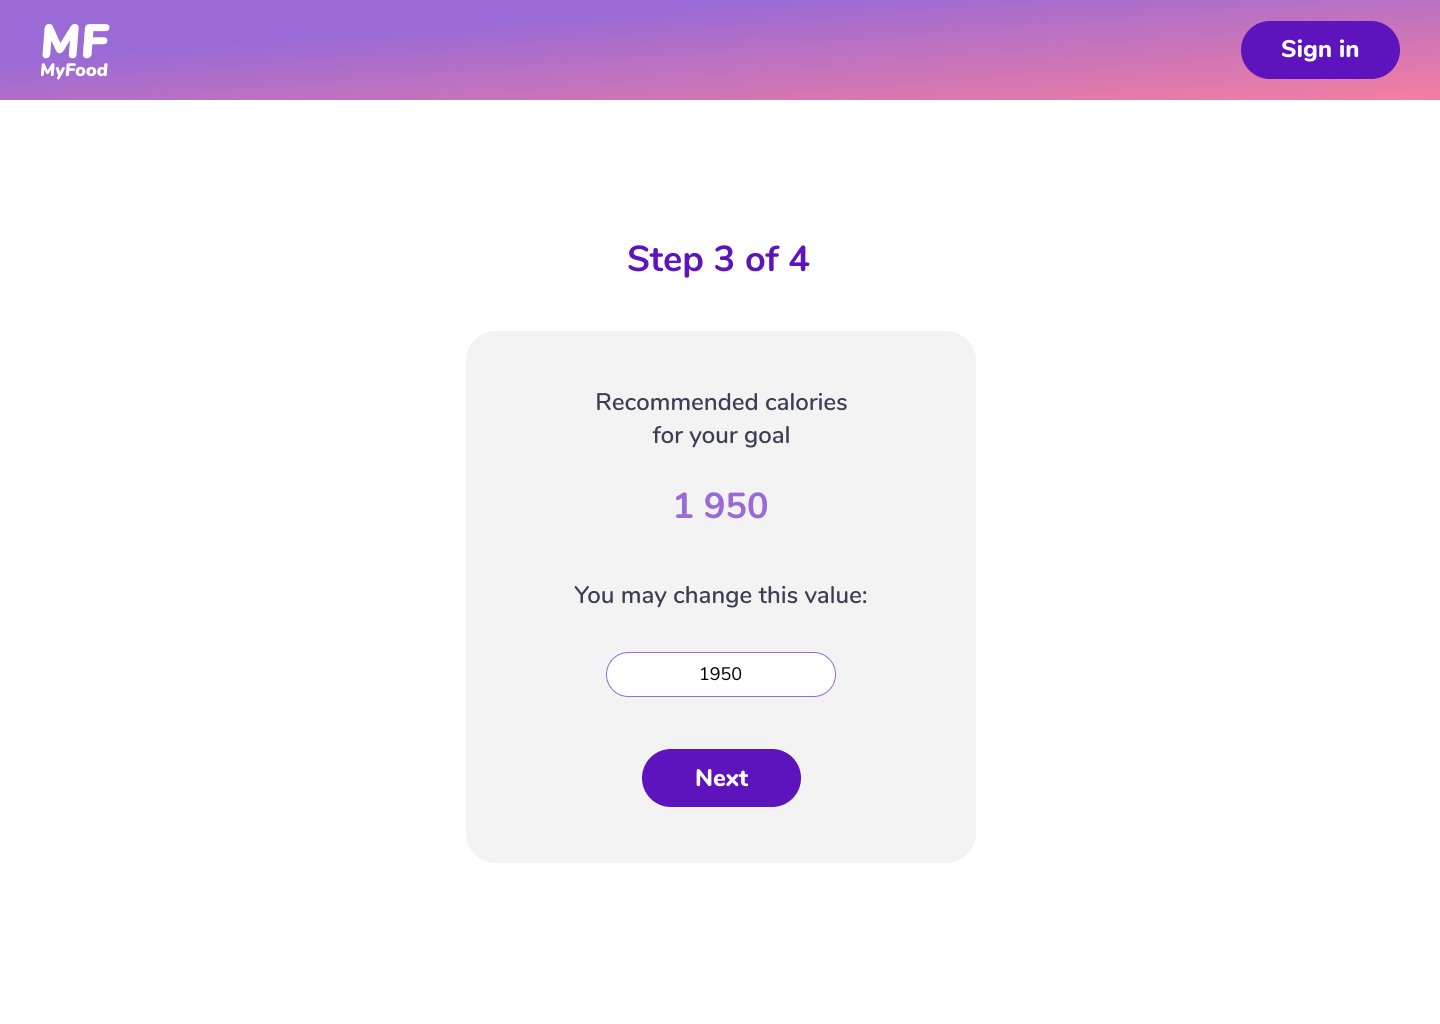 MF
MyFood
Sign in
Step 3 of 4
Recommended calories
for your goal
1 950
You may change this value:
1950
Next